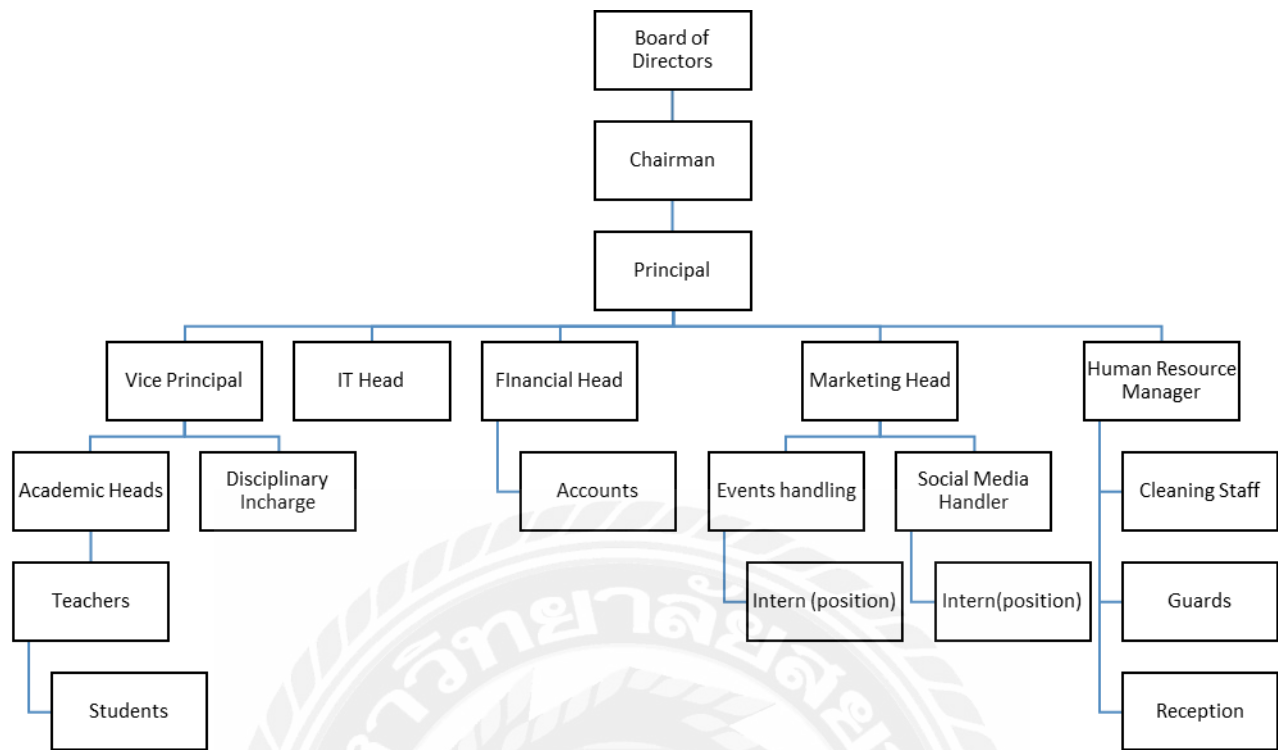 Board of
Directors
Chairman
Principal
Vice Principal
IT Head
FInancial Head
Marketing Head
Human Resource
Manager
Academic Heads
Disciplinary
Incharge
Accounts
Events handling
Social Media
Handler
Cleaning Staff
Teachers
Intern (position)
Intern(position)
Guards
Students
Reception